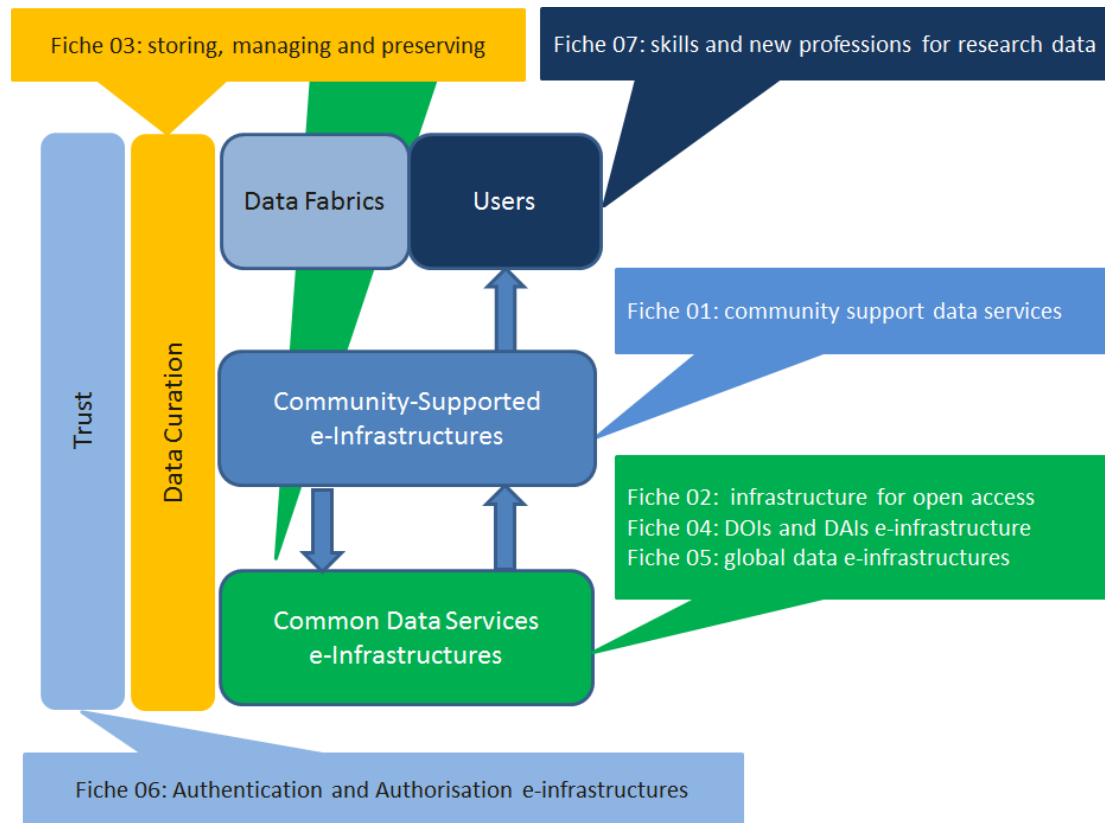 Fiche 03: storing, managing and preserving
Fiche 07: skills and new professions for research data
Trust
Data Curation
Data Fabrics
Users
Fiche 01: community support data services
Community-Supported
e-Infrastructures
Fiche 02:  infrastructure for open access
Fiche 04: DOIs and DAIs e-infrastructure
Fiche 05: global data e-infrastructures
Common Data Services
e-Infrastructures
Fiche 06: Authentication and Authorisation e-infrastructures